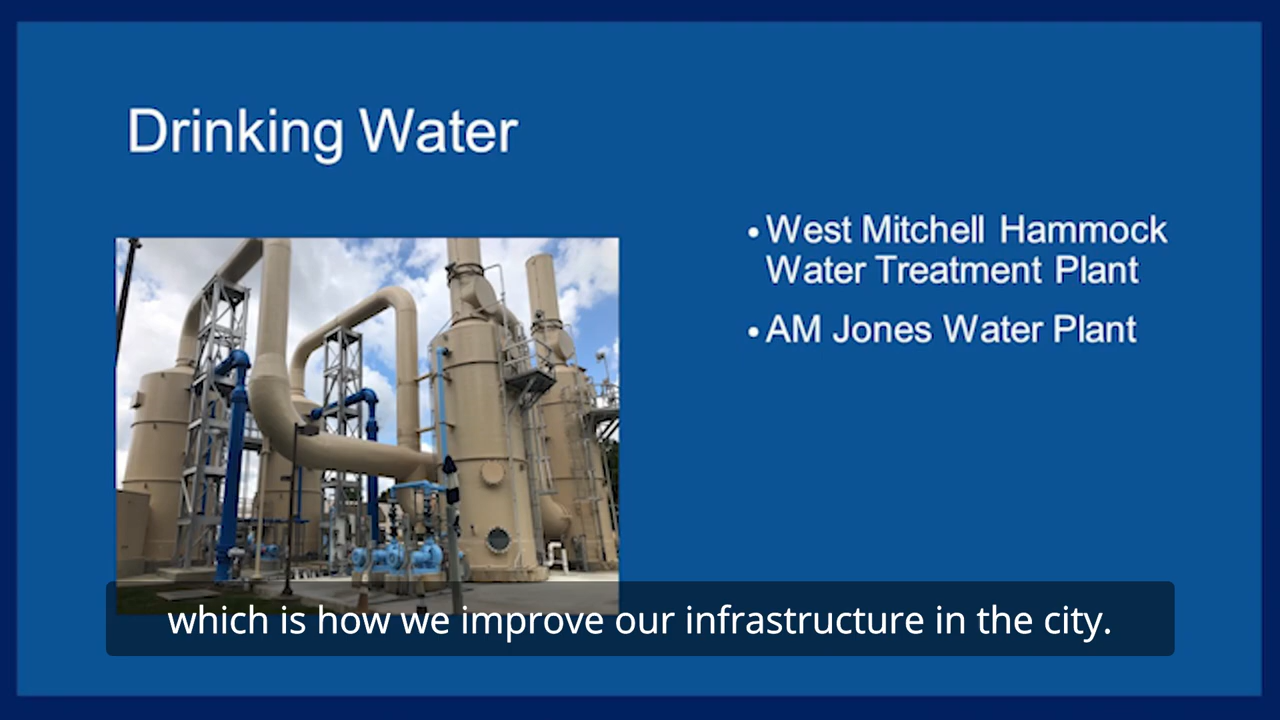 Drinking Water
• West Mitchell Hammock
Water Treatment Plant
• AM Jones Water Plant
which is how we improve our infrastructure in the city.